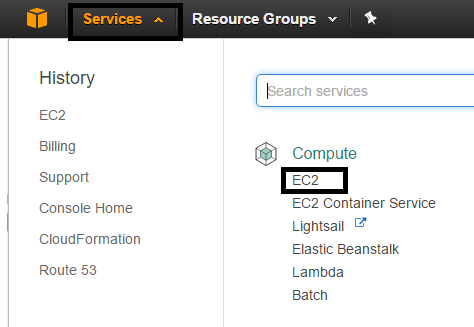 Services Resource Groups
History
EC2
Billing
Support
Console Home
CloudFormation
Route 53
Search services
Compute
EC2
EC2 Container Service
Lightsail
Elastic Beanstalk
Lambda
Batch